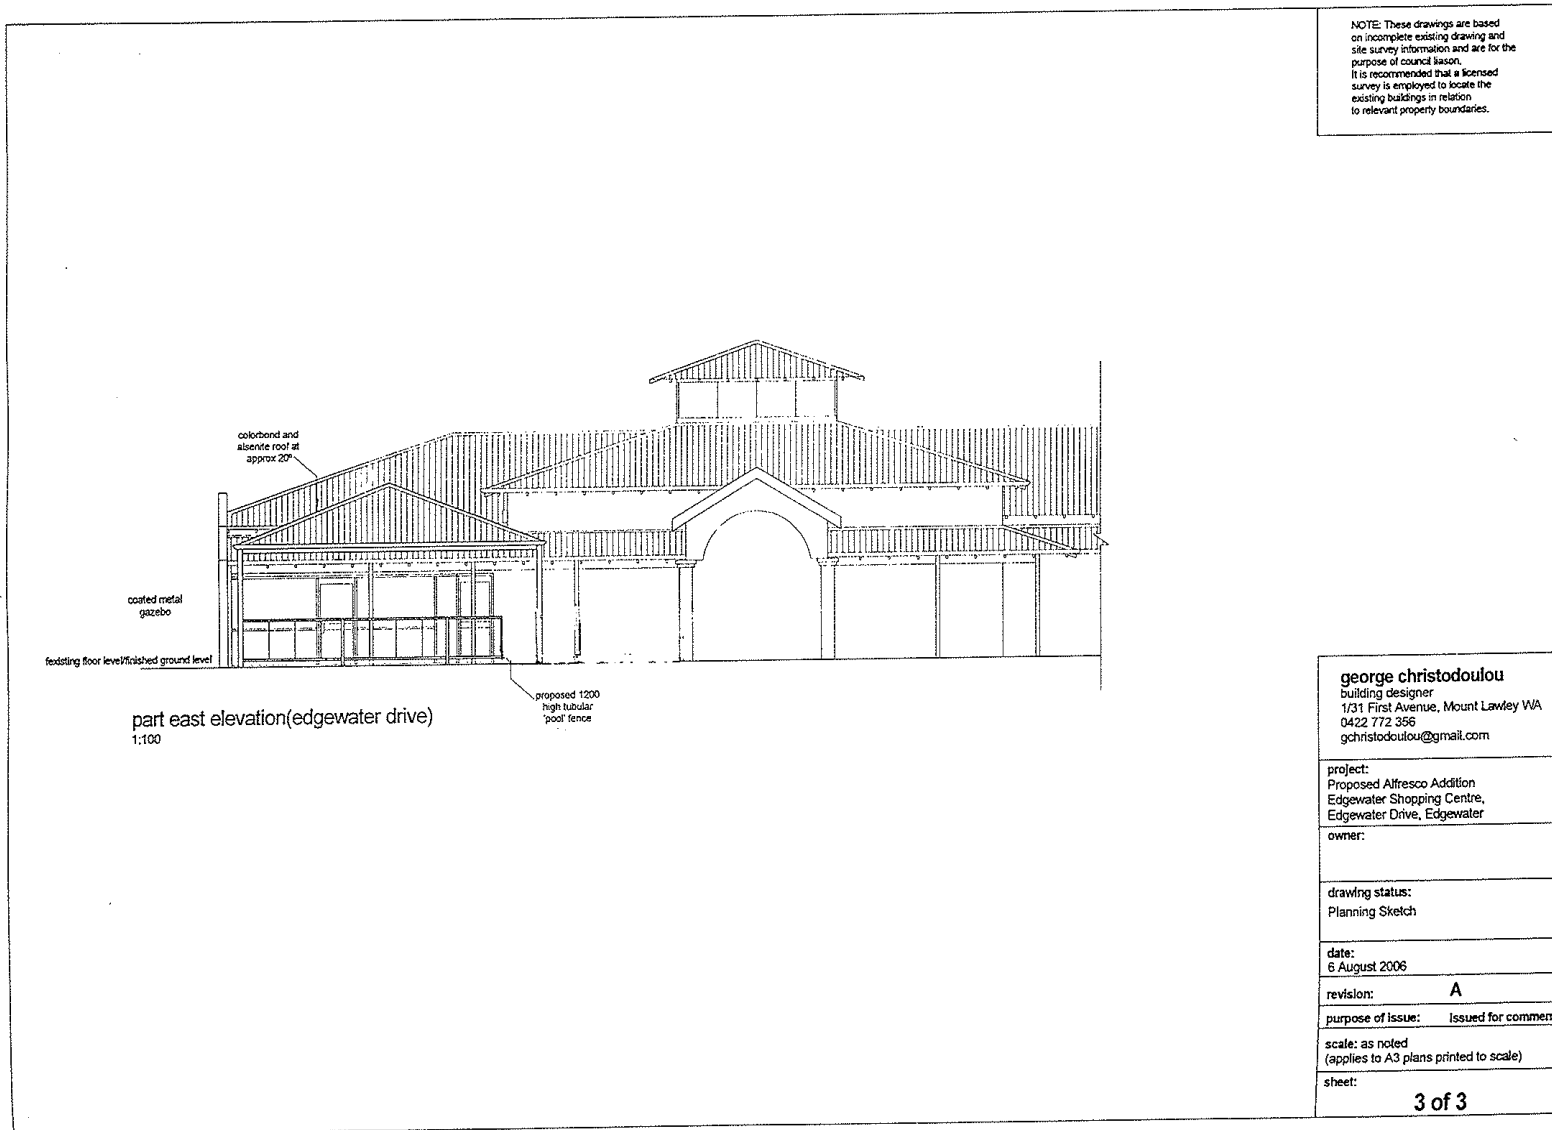 NOTE: These drawings are based
on incomplete existing drawing and
site survey information and are for the
purpose of council liason.
It is recommended that a licensed
survey is employed to locate the
existing buildings in relation
to relevant property boundaries.
colorbond and
alsenite roof at
approx 20°
coated metal
gazebo
fexisting floor level/finished ground level
proposed 1200
high tubular
'pool' fence
part east elevation(edgewater drive)
1:100
george christodoulou
building designer
1/31 First Avenue, Mount Lawley WA
0422 772 356
gchristodoulou@gmail.com
project:
Proposed Alfresco Addition
Edgewater Shopping Centre,
Edgewater Drive, Edgewater
owner:
drawing status:
Planning Sketch
date:
6 August 2006
revision: A
purpose of issue: Issued for commen
scale: as noted
(applies to A3 plans printed to scale)
sheet:
3 of 3